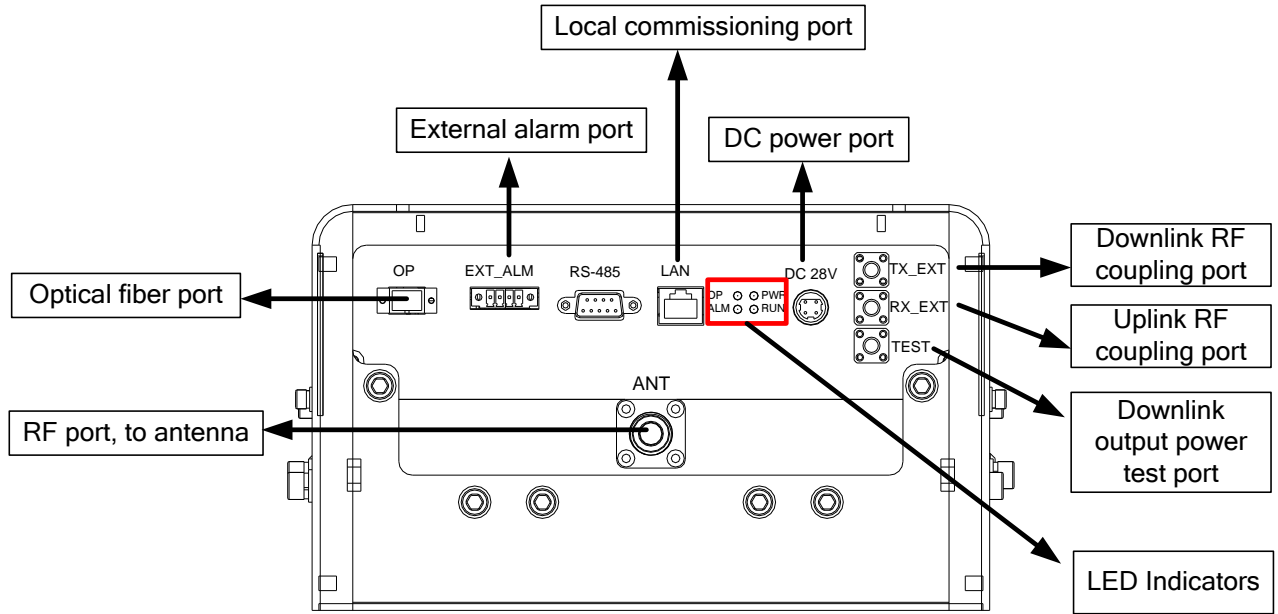 Local commissioning port
External alarm port
DC power port
Downlink RF
coupling port
Optical fiber port
OP
EXT_ALM
RS-485
LAN
DC 28V
TX_EXT
OP
PWR
ALM
RUN
RX_EXT
Uplink RF
coupling port
TEST
ANT
RF port, to antenna
Downlink
output power
test port
LED Indicators